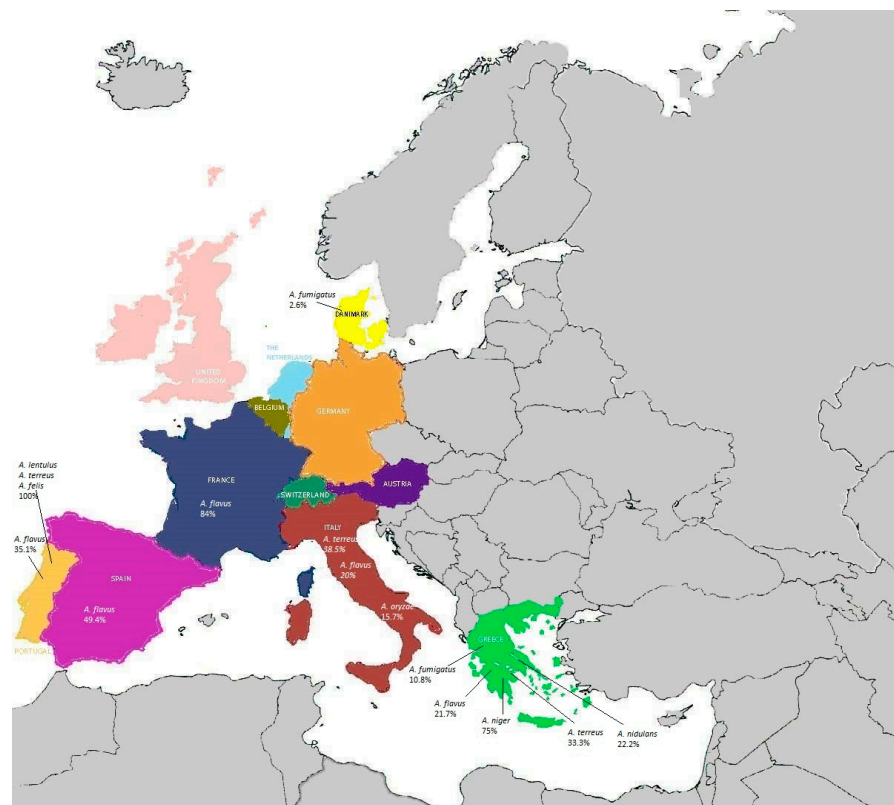 A. fumigatus
2.6%
DANIMARK
THE
NETHERLANDS
UNITED
KINGDOM
BELGIUM
GERMANY
A. lentulus
A. terreus
A. felis
100%
FRANCE
A. flavus
84%
SWITZERLAND
AUSTRIA
ITALY
A. terreus
38.5%
A. flavus
20%
A. oryzae
15.7%
A. flavus
35.1%
SPAIN
A. flavus
49.4%
PORTUGAL
GREECE
A. fumigatus
10.8%
A. flavus
21.7%
A. niger
75%
A. terreus
33.3%
A. nidulans
22.2%